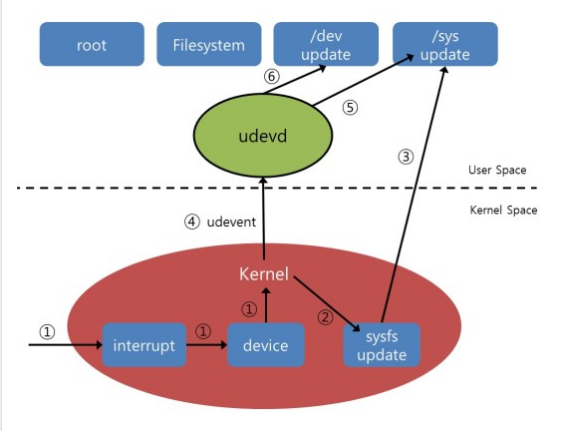 root
Filesystem
/dev
update
/sys
update
⑥
⑤
udevd
③
User Space
Kernel Space
④ udevent
Kernel
①
①
①
②
interrupt
device
sysfs
update